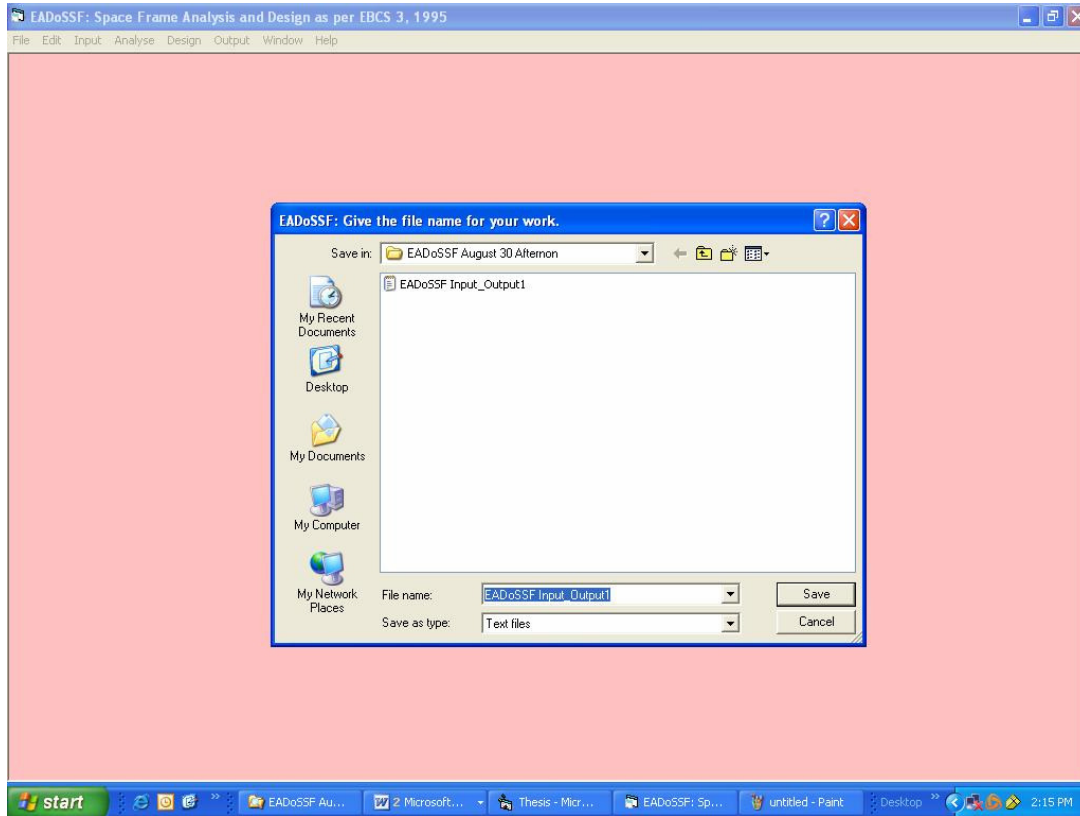 EADoSSF: Space Frame Analysis and Design as per EBCS 3, 1995
File Edit Input Analyse Design Output Window Help
EADoSSF: Give the file name for your work.
Save in: EADoSSF August 30 Afternon
EADoSSF Input_Output1
My Recent
Documents
Desktop
My Documents
My Computer
My Network
Places
File name: EADoSSF Input_Output1 Save
Save as type: Text files Cancel
start EADoSSF Au... 2 Microsoft... Thesis - Micr... EADoSSF: Sp... untitled - Paint Desktop 2:15 PM